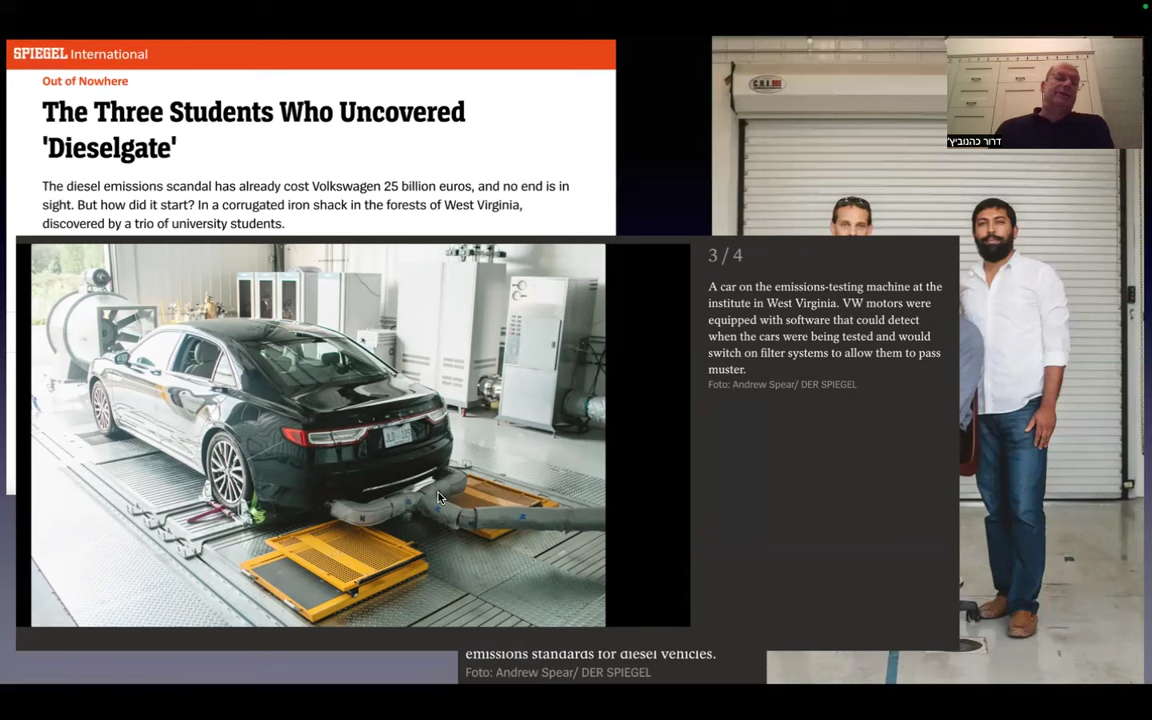 SPIEGEL International
Out of Nowhere
The Three Students Who Uncovered
'Dieselgate'
The diesel emissions scandal has already cost Volkswagen 25 billion euros, and no end is in
sight. But how did it start? In a corrugated iron shack in the forests of West Virginia,
discovered by a trio of university students.
דרור כהנוביץ'
3 / 4
A car on the emissions-testing machine at the
institute in West Virginia. VW motors were
equipped with software that could detect
when the cars were being tested and would
switch on filter systems to allow them to pass
muster.
Foto: Andrew Spear/ DER SPIEGEL
LINCOLN
emissions standards for diesel vehicles.
Foto: Andrew Spear/ DER SPIEGEL